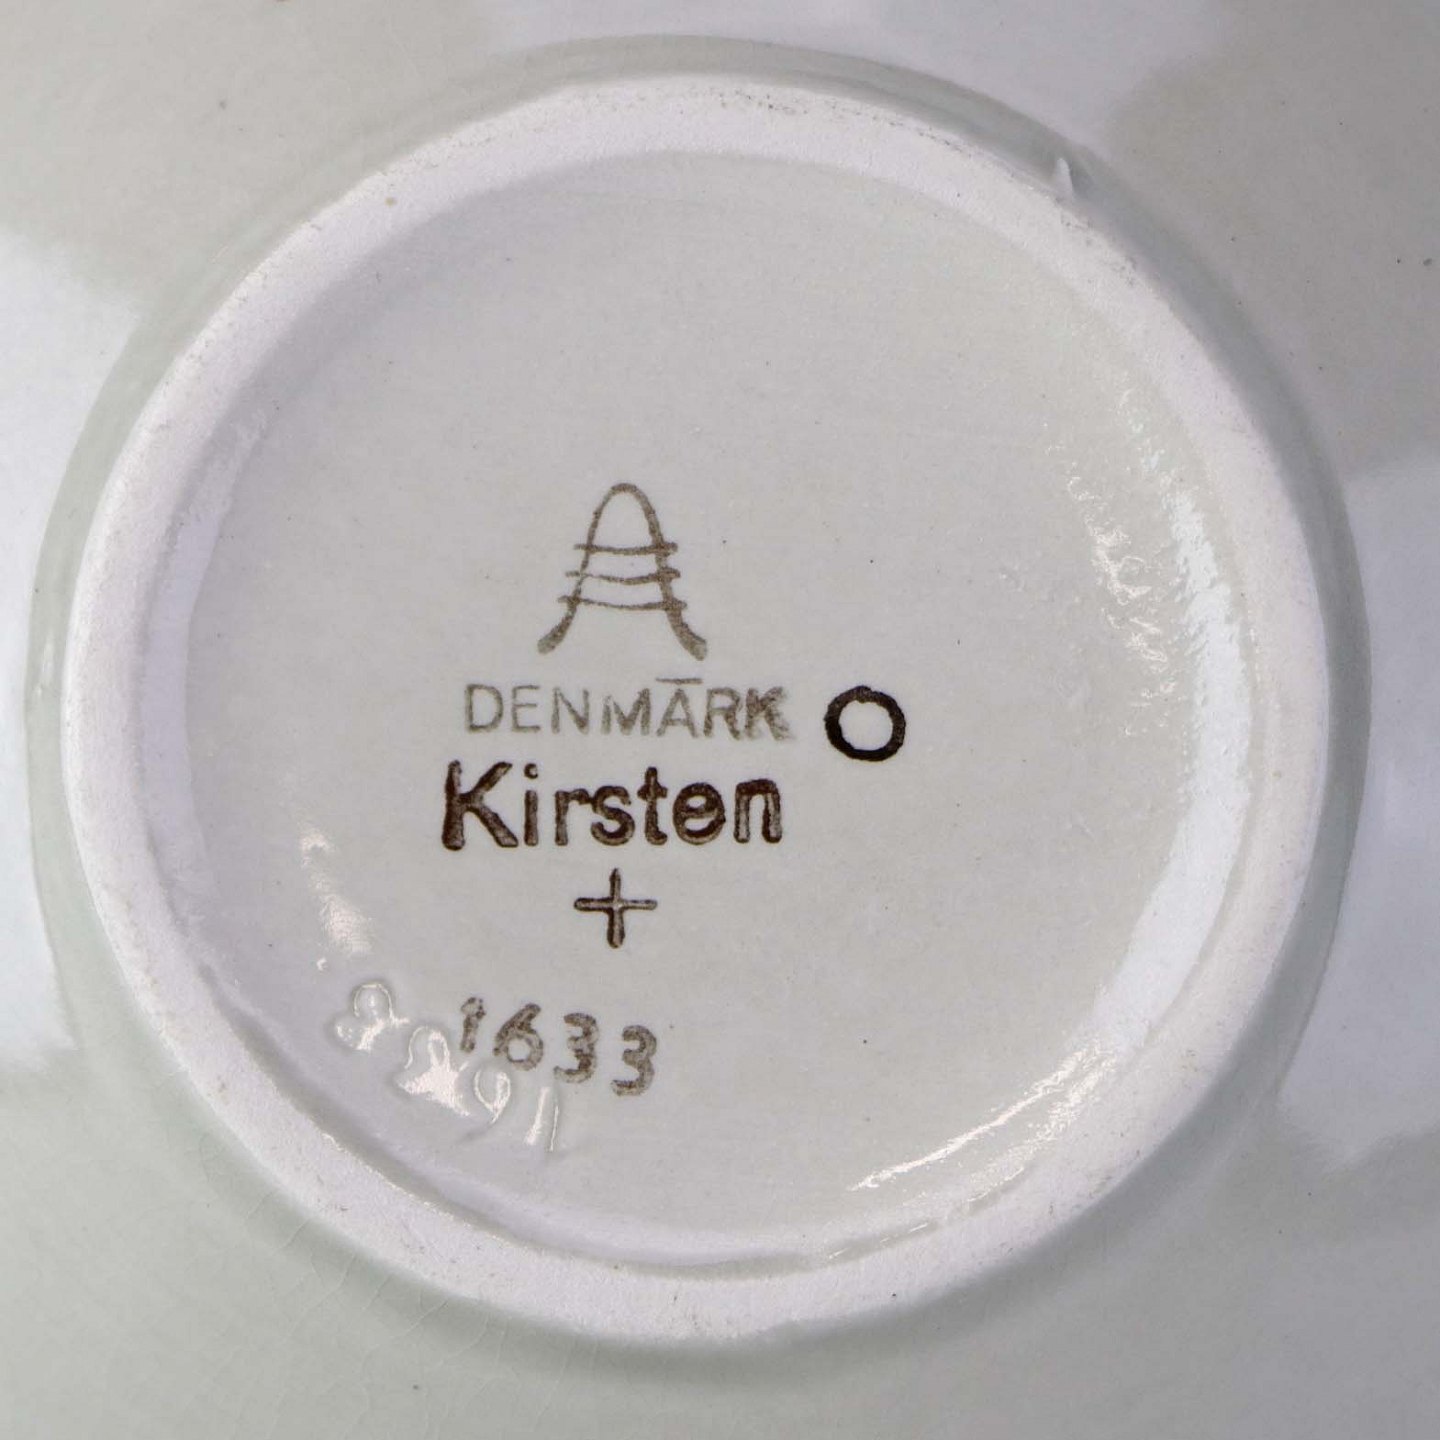 DENMARK O
Kirsten
+
1633